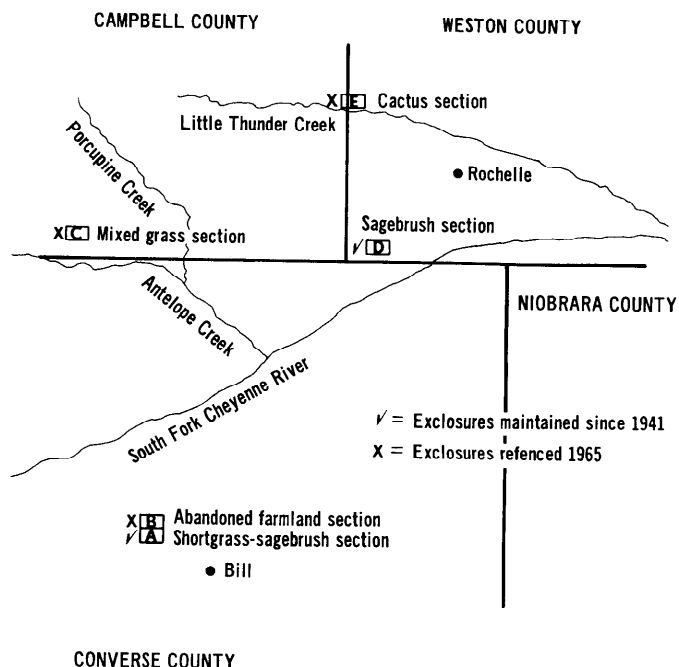 CAMPBELL COUNTY
WESTON COUNTY
X E Cactus section
Little Thunder Creek
Porcupine Creek
Rochelle
Sagebrush section
X C Mixed grass section
✓ D
Antelope Creek
NIOBRARA COUNTY
South Fork Cheyenne River
✓ = Exclosures maintained since 1941
X = Exclosures refenced 1965
X B Abandoned farmland section
✓ A Shortgrass-sagebrush section
Bill
CONVERSE COUNTY